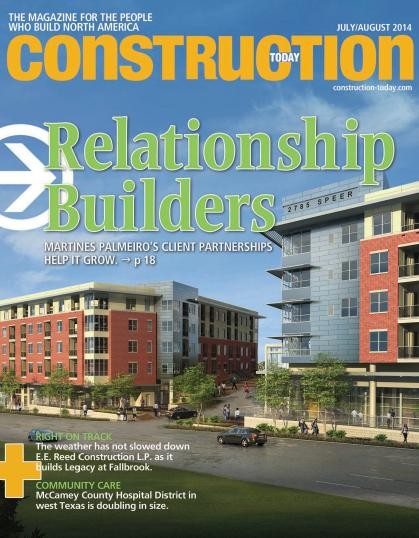 THE MAGAZINE FOR THE PEOPLE
WHO BUILD NORTH AMERICA
JULY/AUGUST 2014
CONSTRUCTION
TODAY
construction-today.com
Relationship
Builders
2785 SPEER
MARTINES PALMEIRO'S CLIENT PARTNERSHIPS
HELP IT GROW. → p 18
RIGHT ON TRACK
The weather has not slowed down
E.E. Reed Construction L.P. as it
builds Legacy at Fallbrook.
COMMUNITY CARE
McCamey County Hospital District in
west Texas is doubling in size.